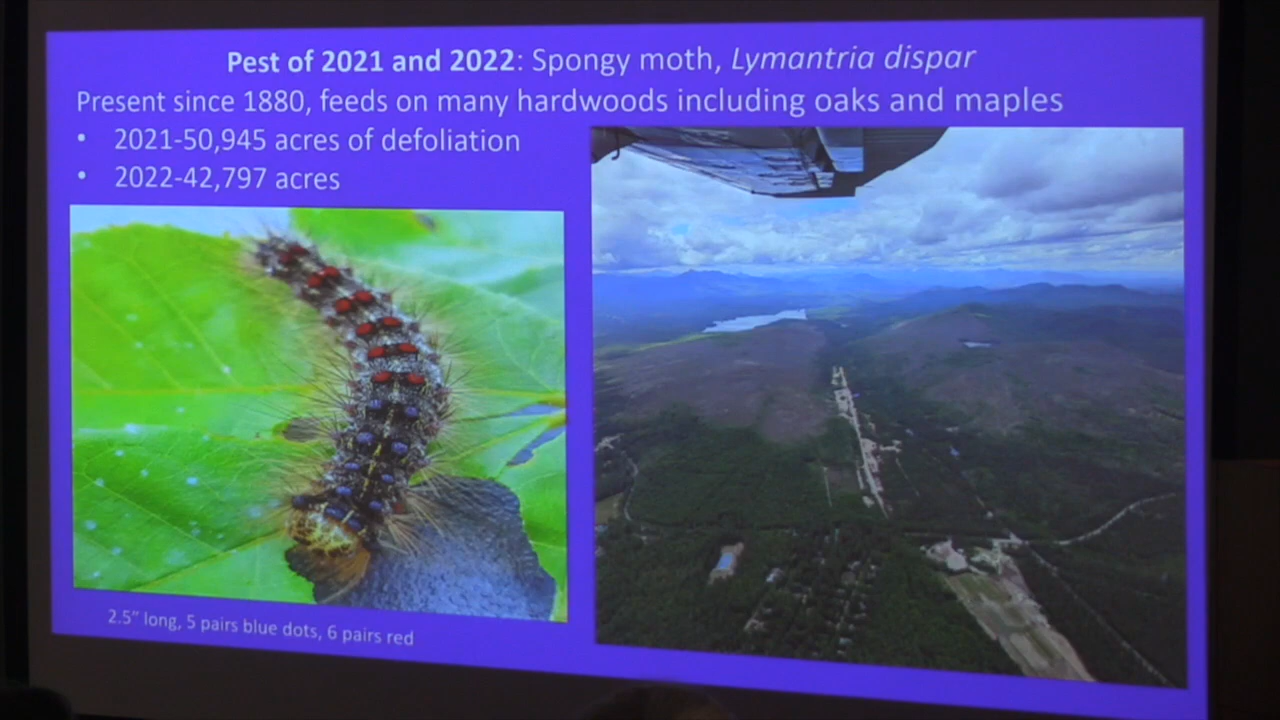 Pest of 2021 and 2022: Spongy moth, Lymantria dispar
Present since 1880, feeds on many hardwoods including oaks and maples
• 2021-50,945 acres of defoliation
• 2022-42,797 acres
2.5” long, 5 pairs blue dots, 6 pairs red